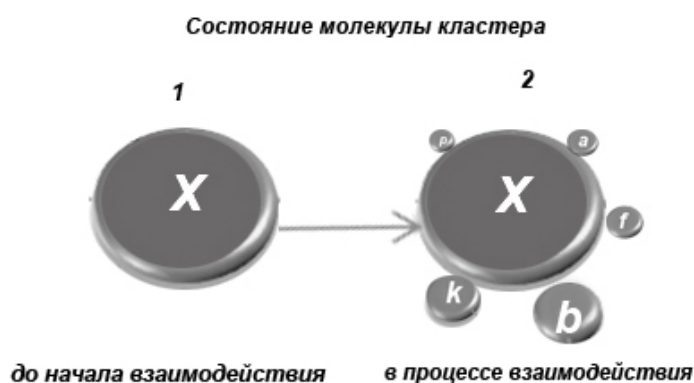 Состояние молекулы кластера
1
2
X
p
a
X
f
k
b
до начала взаимодействия
в процессе взаимодействия